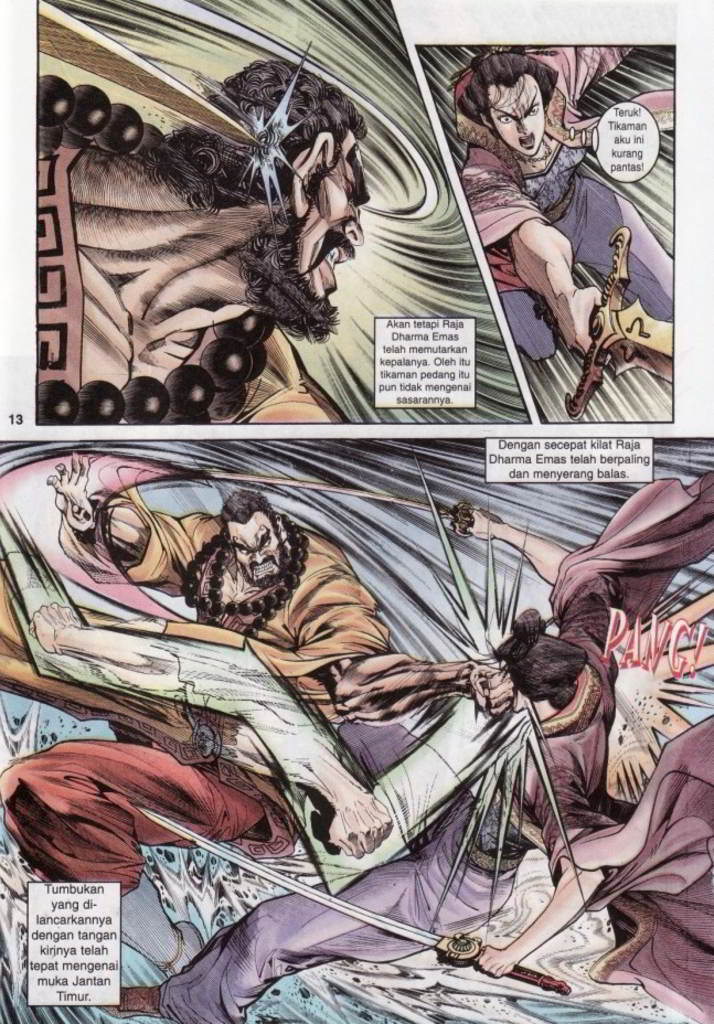 Akan tetapi Raja
Dharma Emas
telah memutarkan
kepalanya. Oleh itu
tikaman pedang itu
pun tidak mengenai
sasarannya.
Teruk!
Tikaman
aku ini
kurang
pantas!
13
Dengan secepat kilat Raja
Dharma Emas telah berpaling
dan menyerang balas.
PANG!
Tumbukan
yang di-
lancarkannya
dengan tangan
kirinya telah
tepat mengenai
muka Jantan
Timur.